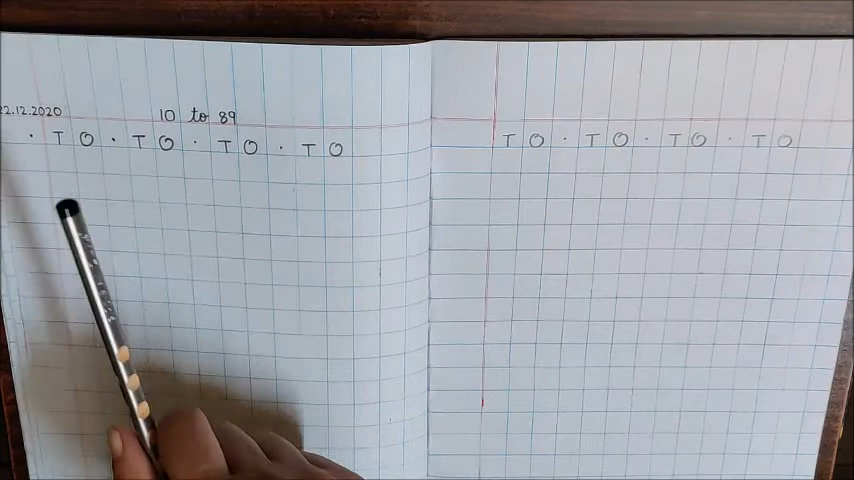 22.12.2020 10 to 89
. T O . T O . T O . T O T O . T O . T O . T O